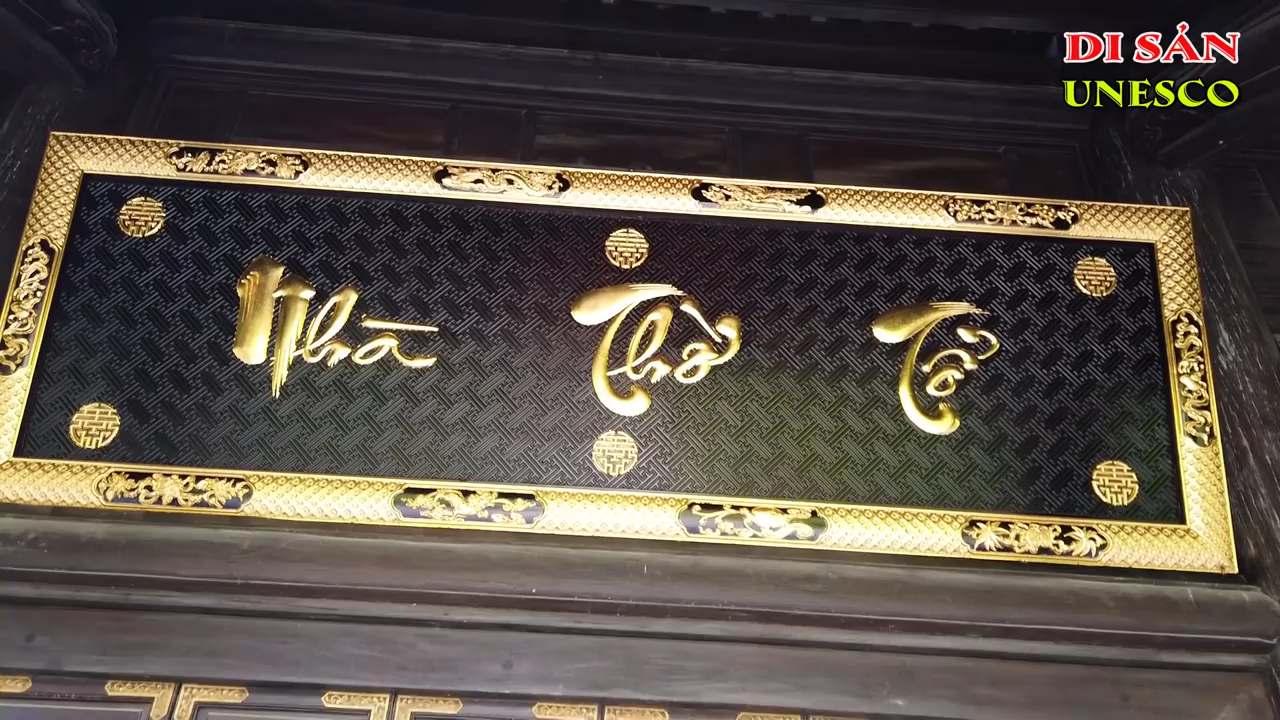 DI SẢN
UNESCO
Nhà Thờ Tổ